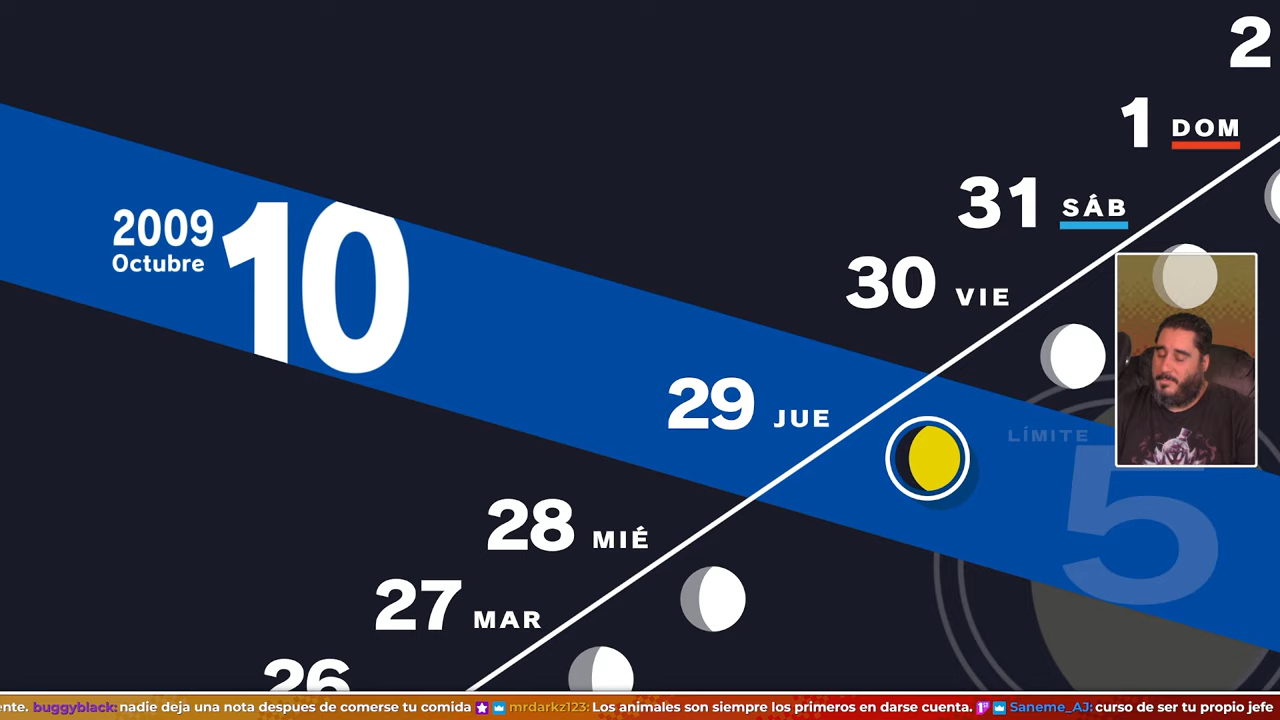 2
1 DOM
31 SÁB
2009
Octubre
10
30 VIE
29 JUE
LÍMITE
5
28 MIÉ
27 MAR
26
ente. buggyblack: nadie deja una nota despues de comerse tu comida mrdarkz123: Los animales son siempre los primeros en darse cuenta. Saneme_AJ: curso de ser tu propio jefe